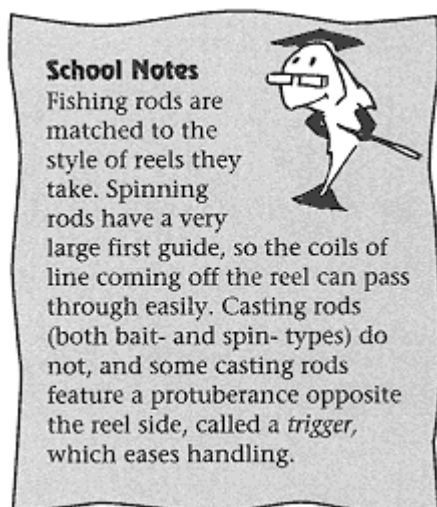 School Notes
Fishing rods are
matched to the
style of reels they
take. Spinning
rods have a very
large first guide, so the coils of
line coming off the reel can pass
through easily. Casting rods
(both bait- and spin- types) do
not, and some casting rods
feature a protuberance opposite
the reel side, called a trigger,
which eases handling.